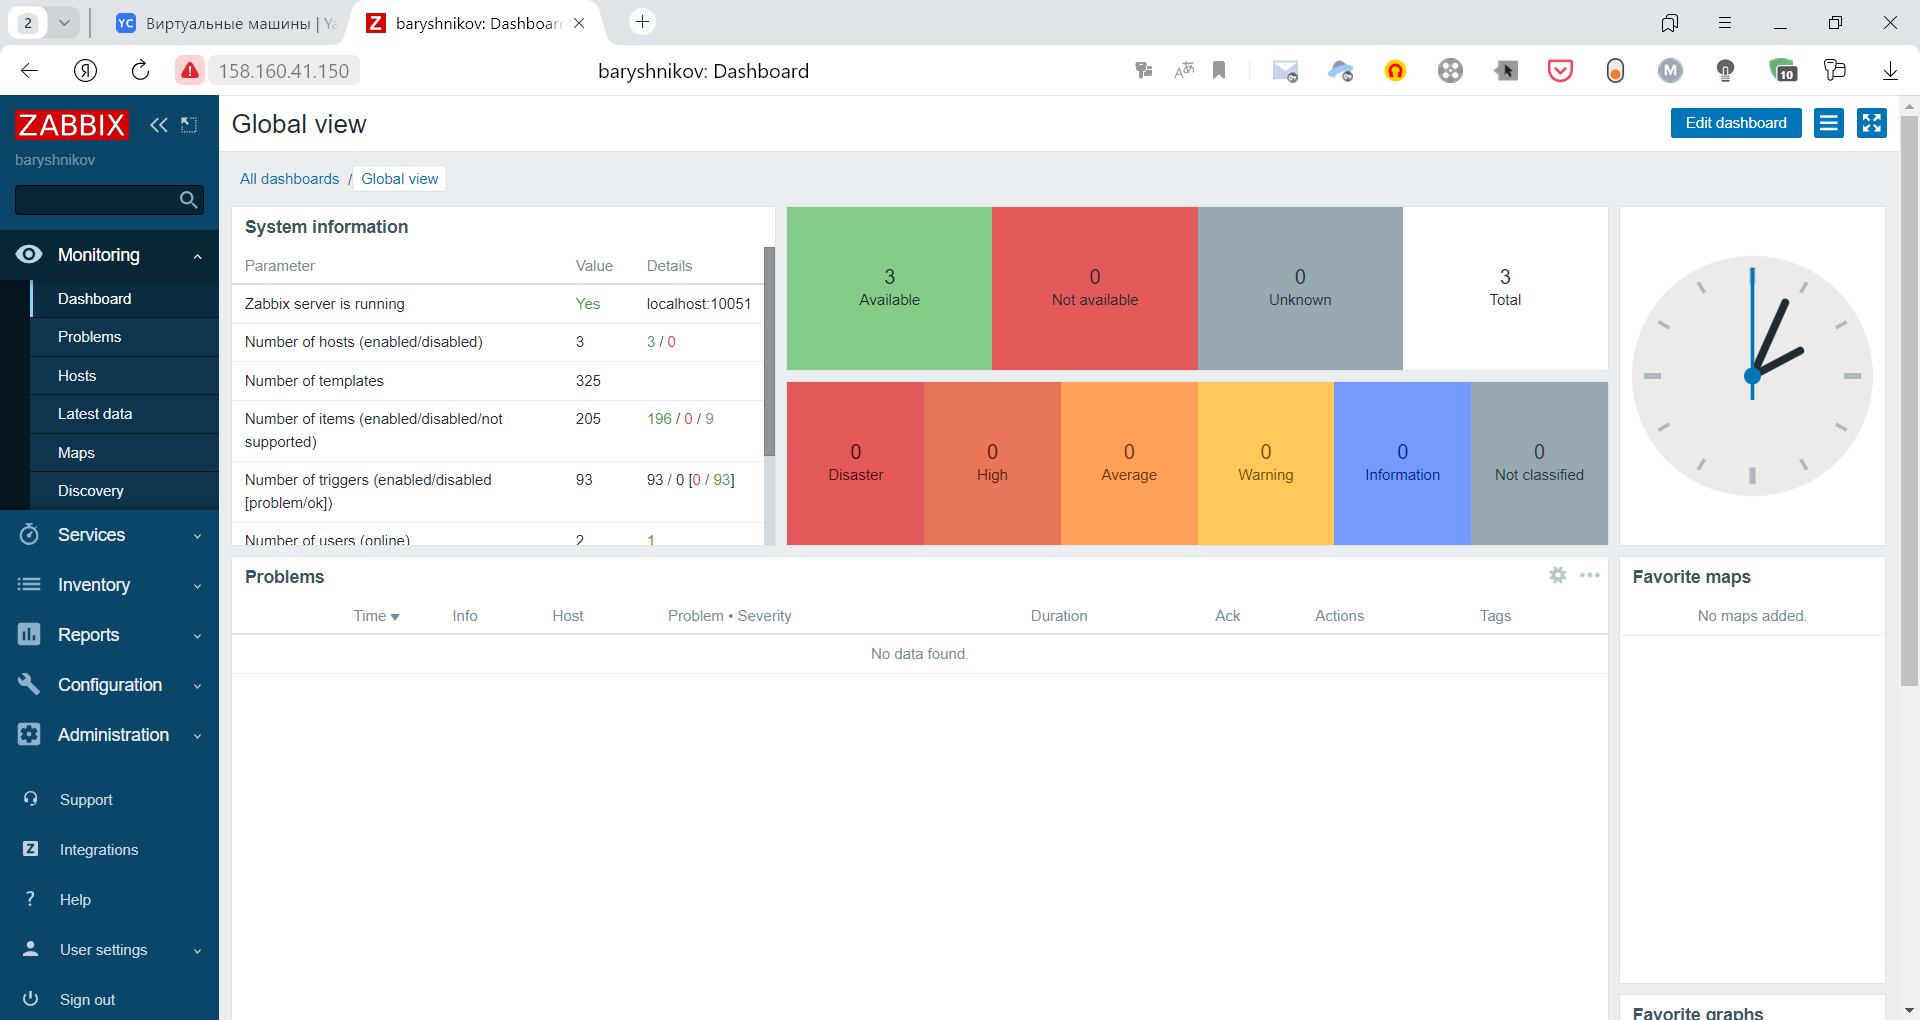 2
Виртуальные машины | Ya
baryshnikov: Dashboard
158.160.41.150
baryshnikov: Dashboard
10
ZABBIX
baryshnikov
Monitoring
Dashboard
Problems
Hosts
Latest data
Maps
Discovery
Services
Inventory
Reports
Configuration
Administration
Support
Integrations
Help
User settings
Sign out
Global view
Edit dashboard
All dashboards / Global view
System information
Parameter Value Details
Zabbix server is running Yes localhost:10051
Number of hosts (enabled/disabled) 3 3 / 0
Number of templates 325
Number of items (enabled/disabled/not supported) 205 196 / 0 / 9
Number of triggers (enabled/disabled [problem/ok]) 93 93 / 0 [0 / 93]
Number of users (online) 2 1
3 Available
0 Not available
0 Unknown
3 Total
0 Disaster
0 High
0 Average
0 Warning
0 Information
0 Not classified
Problems
Time Info Host Problem • Severity Duration Ack Actions Tags
No data found.
Favorite maps
No maps added.
Favorite graphs